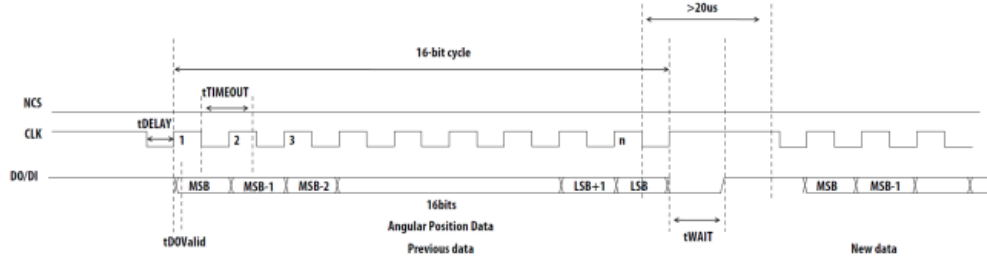 >20us
16-bit cycle
tTIMEOUT
NCS
tDELAY
CLK 1 2 3 n
DO/DI MSB MSB-1 MSB-2 LSB+1 LSB MSB MSB-1
16bits
Angular Position Data
tDOValid Previous data tWAIT New data